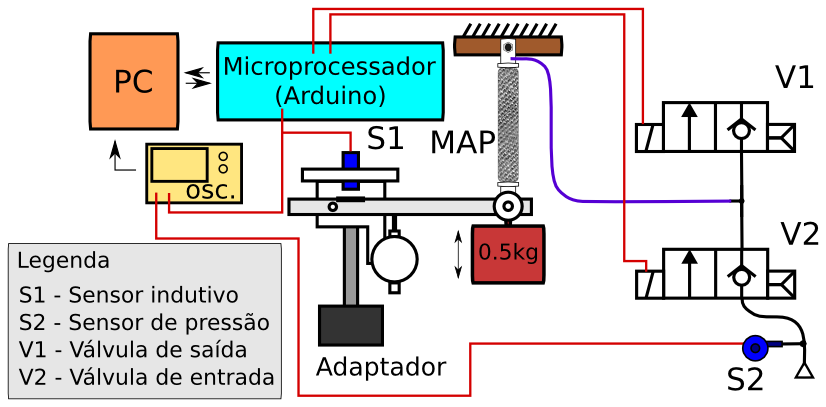 PC
Microprocessador
(Arduino)
S1
MAP
V1
osc.
0.5kg
V2
Legenda
S1 - Sensor indutivo
S2 - Sensor de pressão
V1 - Válvula de saída
V2 - Válvula de entrada
Adaptador
S2